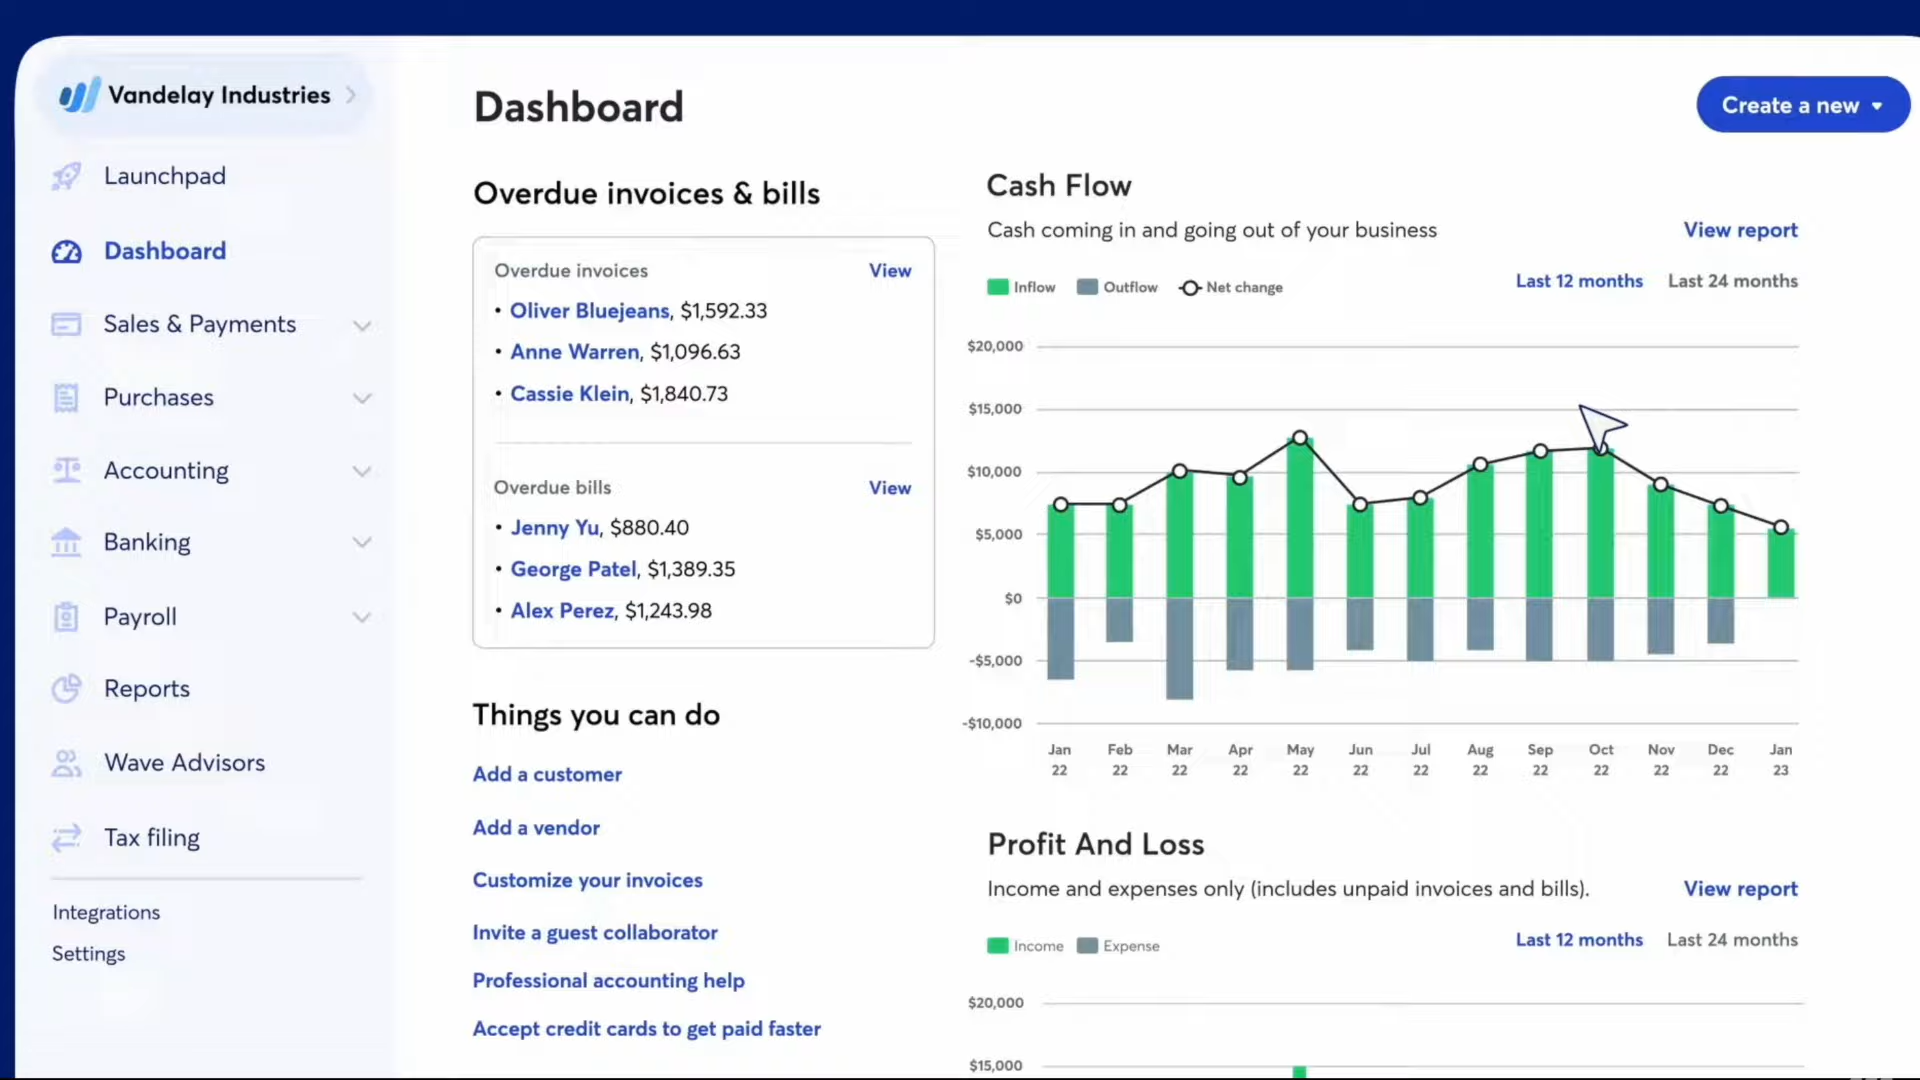 Vandelay Industries
Launchpad
Dashboard
Sales & Payments
Purchases
Accounting
Banking
Payroll
Reports
Wave Advisors
Tax filing
Integrations
Settings
Dashboard
Create a new
Overdue invoices & bills
Overdue invoices View
• Oliver Bluejeans, $1,592.33
• Anne Warren, $1,096.63
• Cassie Klein, $1,840.73
Overdue bills View
• Jenny Yu, $880.40
• George Patel, $1,389.35
• Alex Perez, $1,243.98
Things you can do
Add a customer
Add a vendor
Customize your invoices
Invite a guest collaborator
Professional accounting help
Accept credit cards to get paid faster
Cash Flow
Cash coming in and going out of your business View report
Inflow Outflow Net change Last 12 months Last 24 months
$20,000
$15,000
$10,000
$5,000
$0
-$5,000
-$10,000
Jan Feb Mar Apr May Jun Jul Aug Sep Oct Nov Dec Jan
22 22 22 22 22 22 22 22 22 22 22 22 23
Profit And Loss
Income and expenses only (includes unpaid invoices and bills). View report
Income Expense Last 12 months Last 24 months
$20,000
$15,000